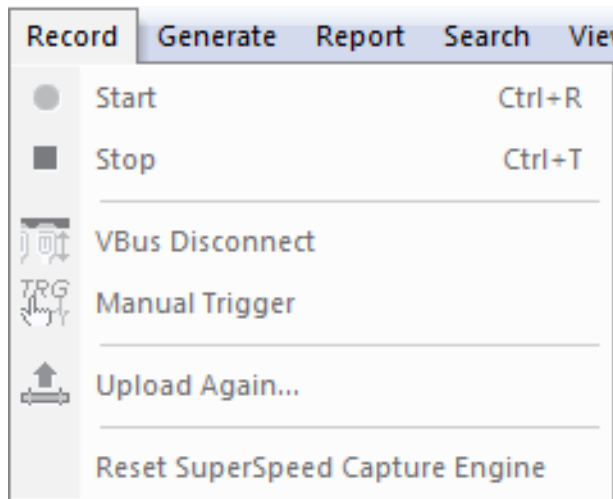 Record Generate Report Search Vie
Start Ctrl+R
Stop Ctrl+T
VBus Disconnect
TRG
Manual Trigger
Upload Again...
Reset SuperSpeed Capture Engine